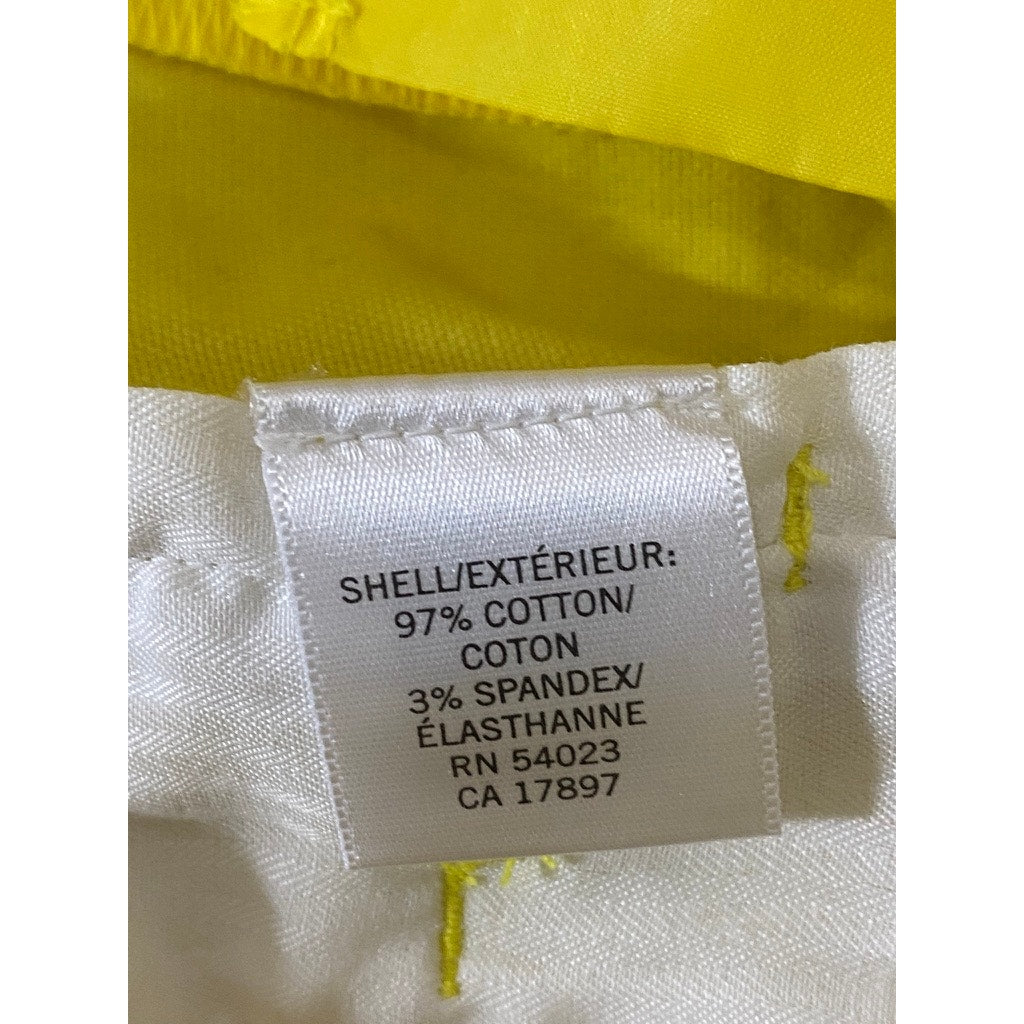 SHELL/EXTÉRIEUR:
97% COTTON/
COTON
3% SPANDEX/
ÉLASTHANNE
RN 54023
CA 17897